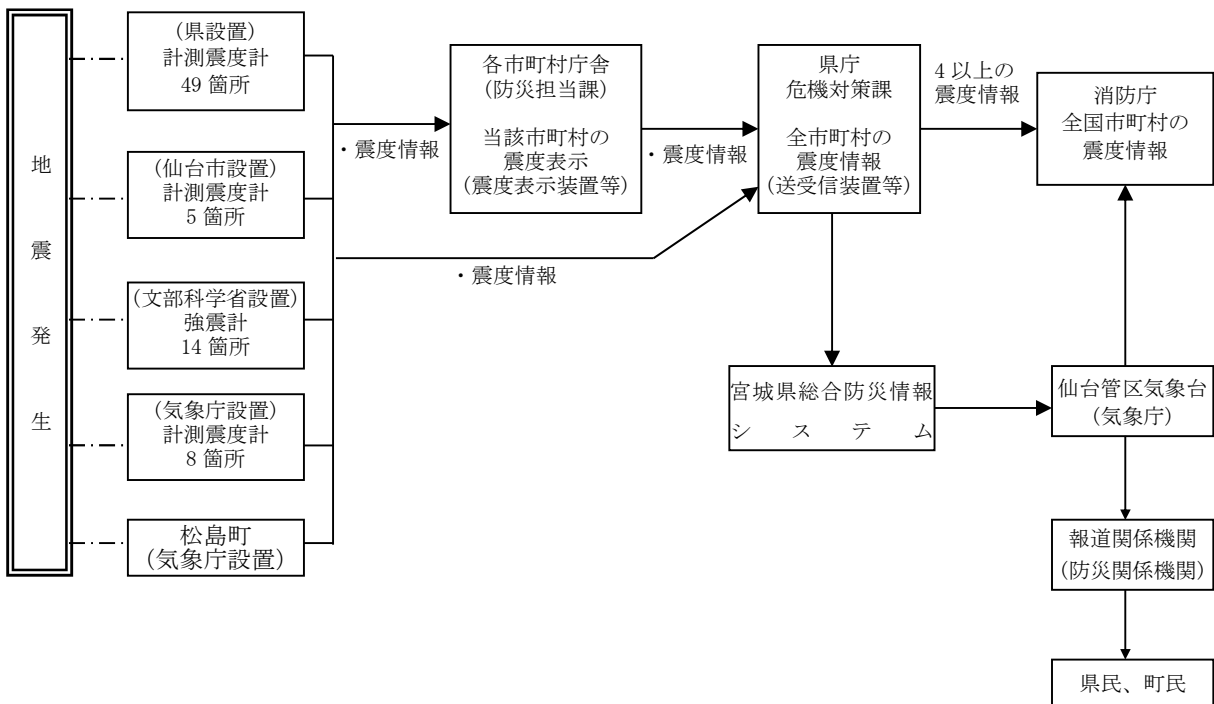 地
震
発
生
(県設置)
計測震度計
49 箇所
(仙台市設置)
計測震度計
5 箇所
(文部科学省設置)
強震計
14 箇所
(気象庁設置)
計測震度計
8 箇所
松島町
(気象庁設置)
・震度情報
・震度情報
各市町村庁舎
(防災担当課)
当該市町村の
震度表示
(震度表示装置等)
・震度情報
県庁
危機対策課
全市町村の
震度情報
(送受信装置等)
4 以上の
震度情報
消防庁
全国市町村の
震度情報
宮城県総合防災情報
システム
仙台管区気象台
(気象庁)
報道関係機関
(防災関係機関)
県民、町民